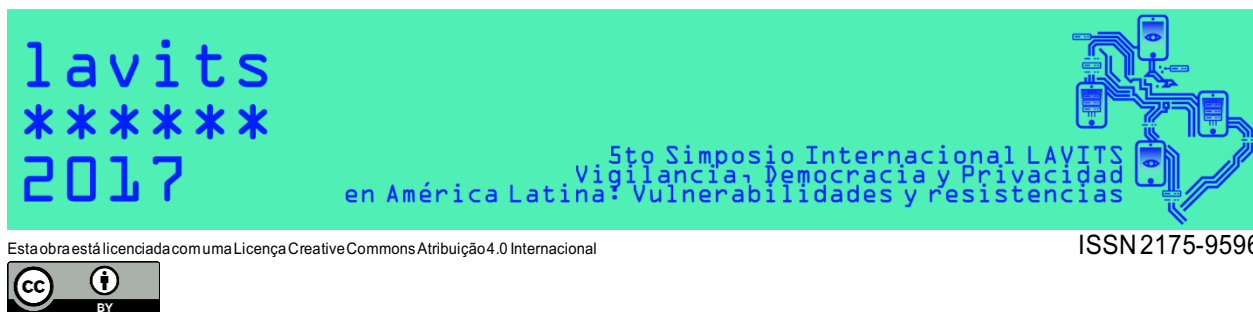 lavits
******
2017
5to Simposio Internacional LAVITS
Vigilancia, Democracia y Privacidad
en América Latina: Vulnerabilidades y resistencias
Esta obra está licenciada com uma Licença Creative Commons Atribuição 4.0 Internacional
ISSN 2175-9596
cc
BY